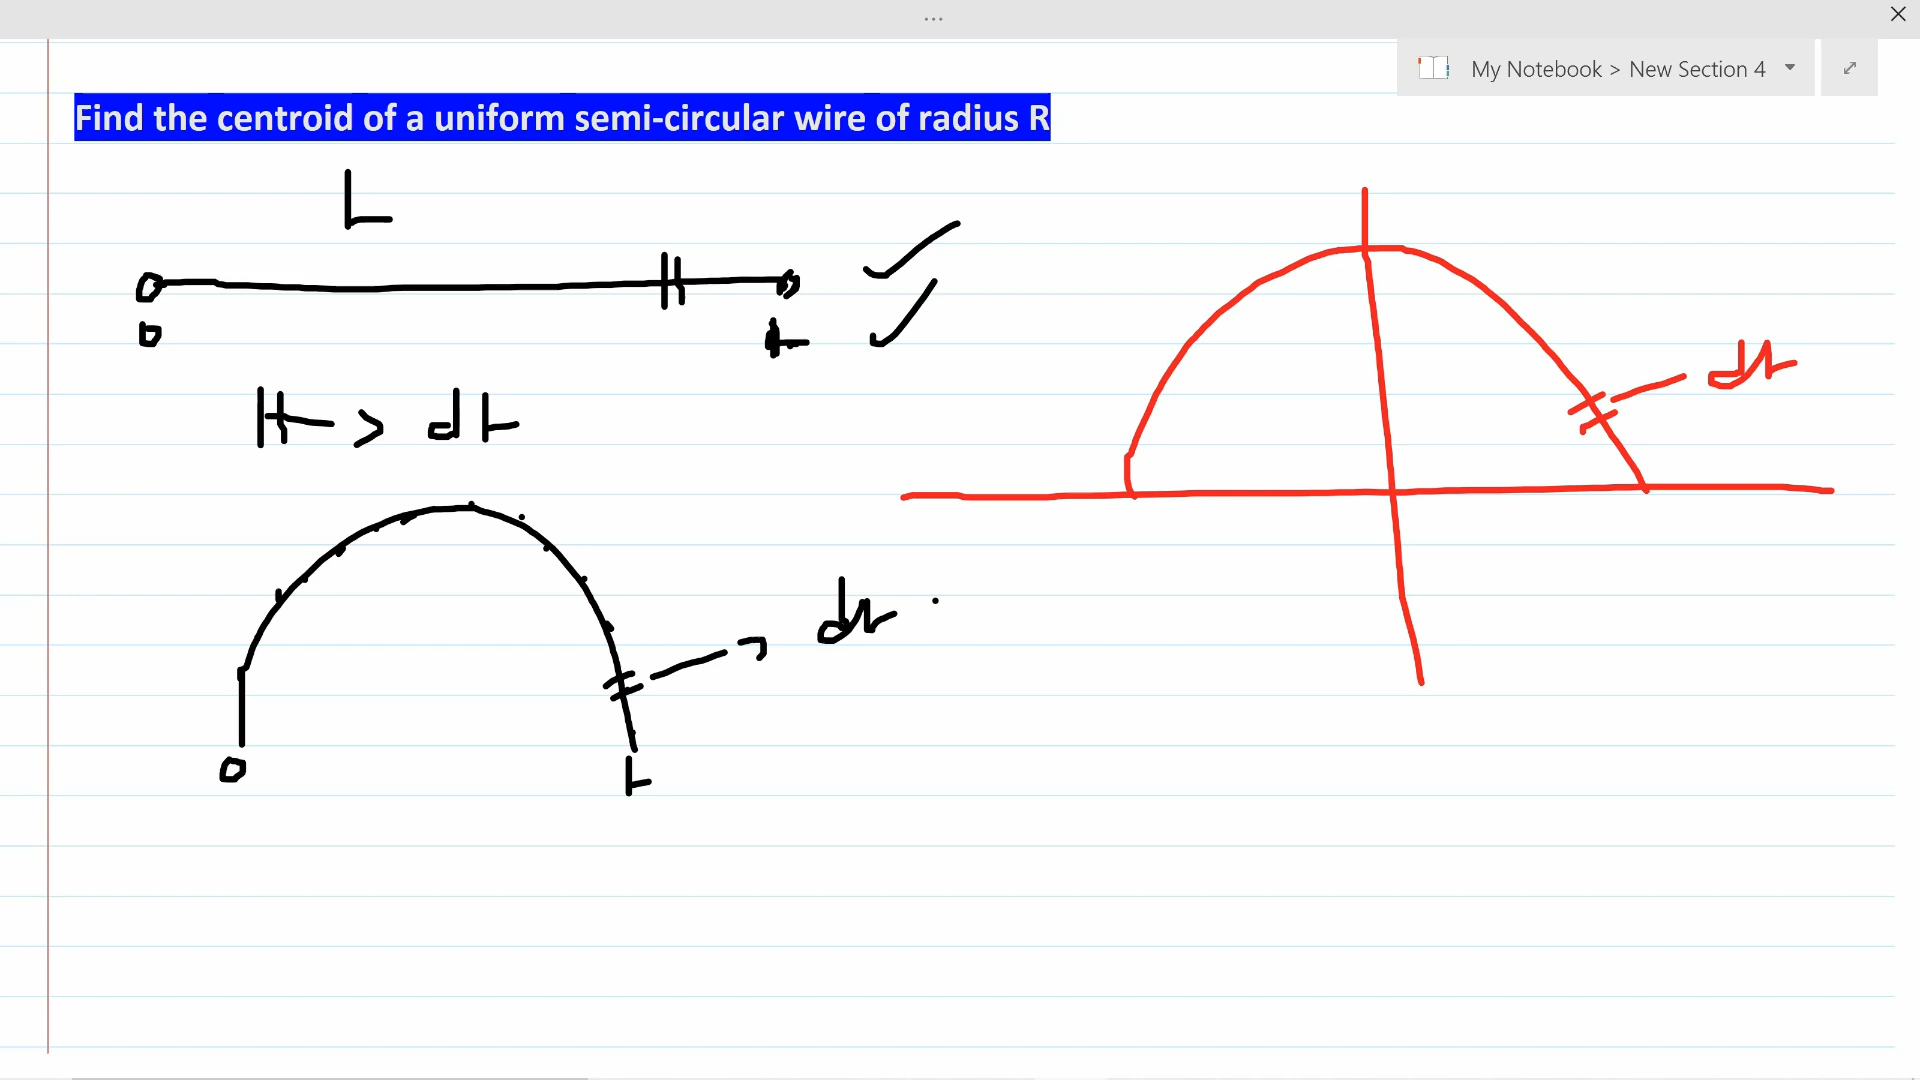 ...
My Notebook > New Section 4
Find the centroid of a uniform semi-circular wire of radius R
L
0
L
> dL
dL
dL
0
L